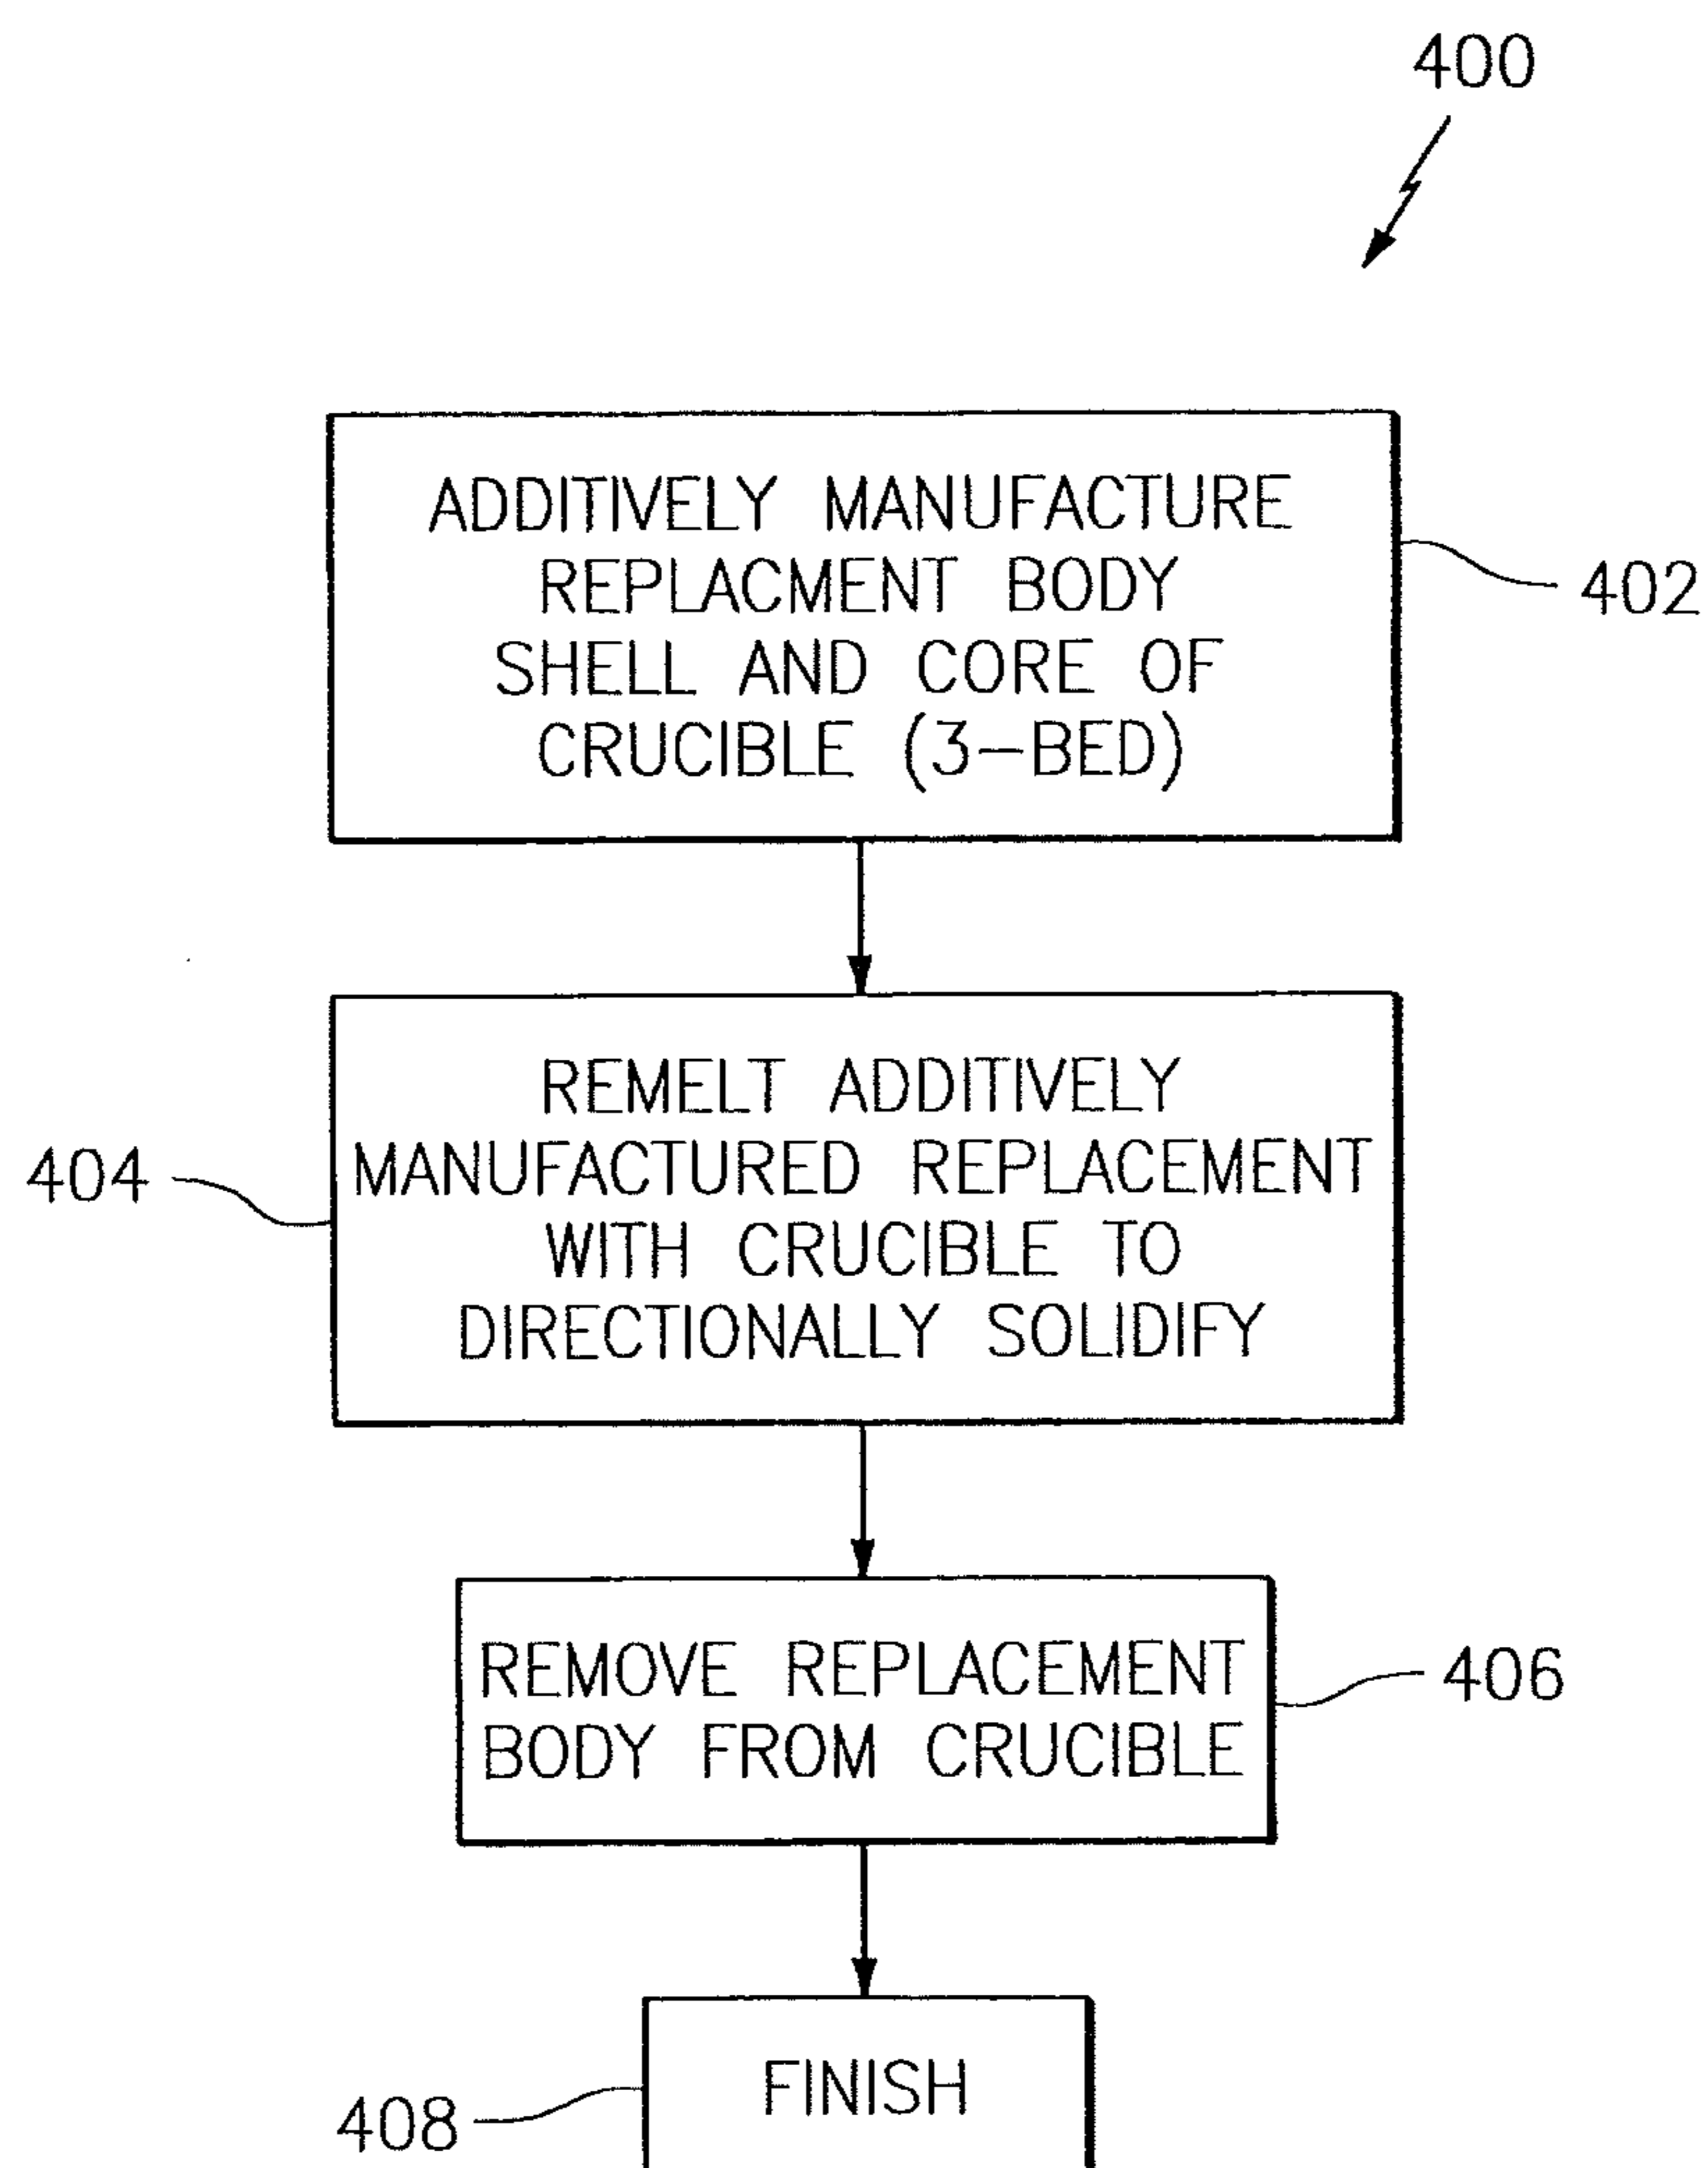 400
ADDITIVELY MANUFACTURE
REPLACMENT BODY
SHELL AND CORE OF
CRUCIBLE (3-BED)
402
REMELT ADDITIVELY
MANUFACTURED REPLACEMENT
WITH CRUCIBLE TO
DIRECTIONALLY SOLIDIFY
404
REMOVE REPLACEMENT
BODY FROM CRUCIBLE
406
FINISH
408